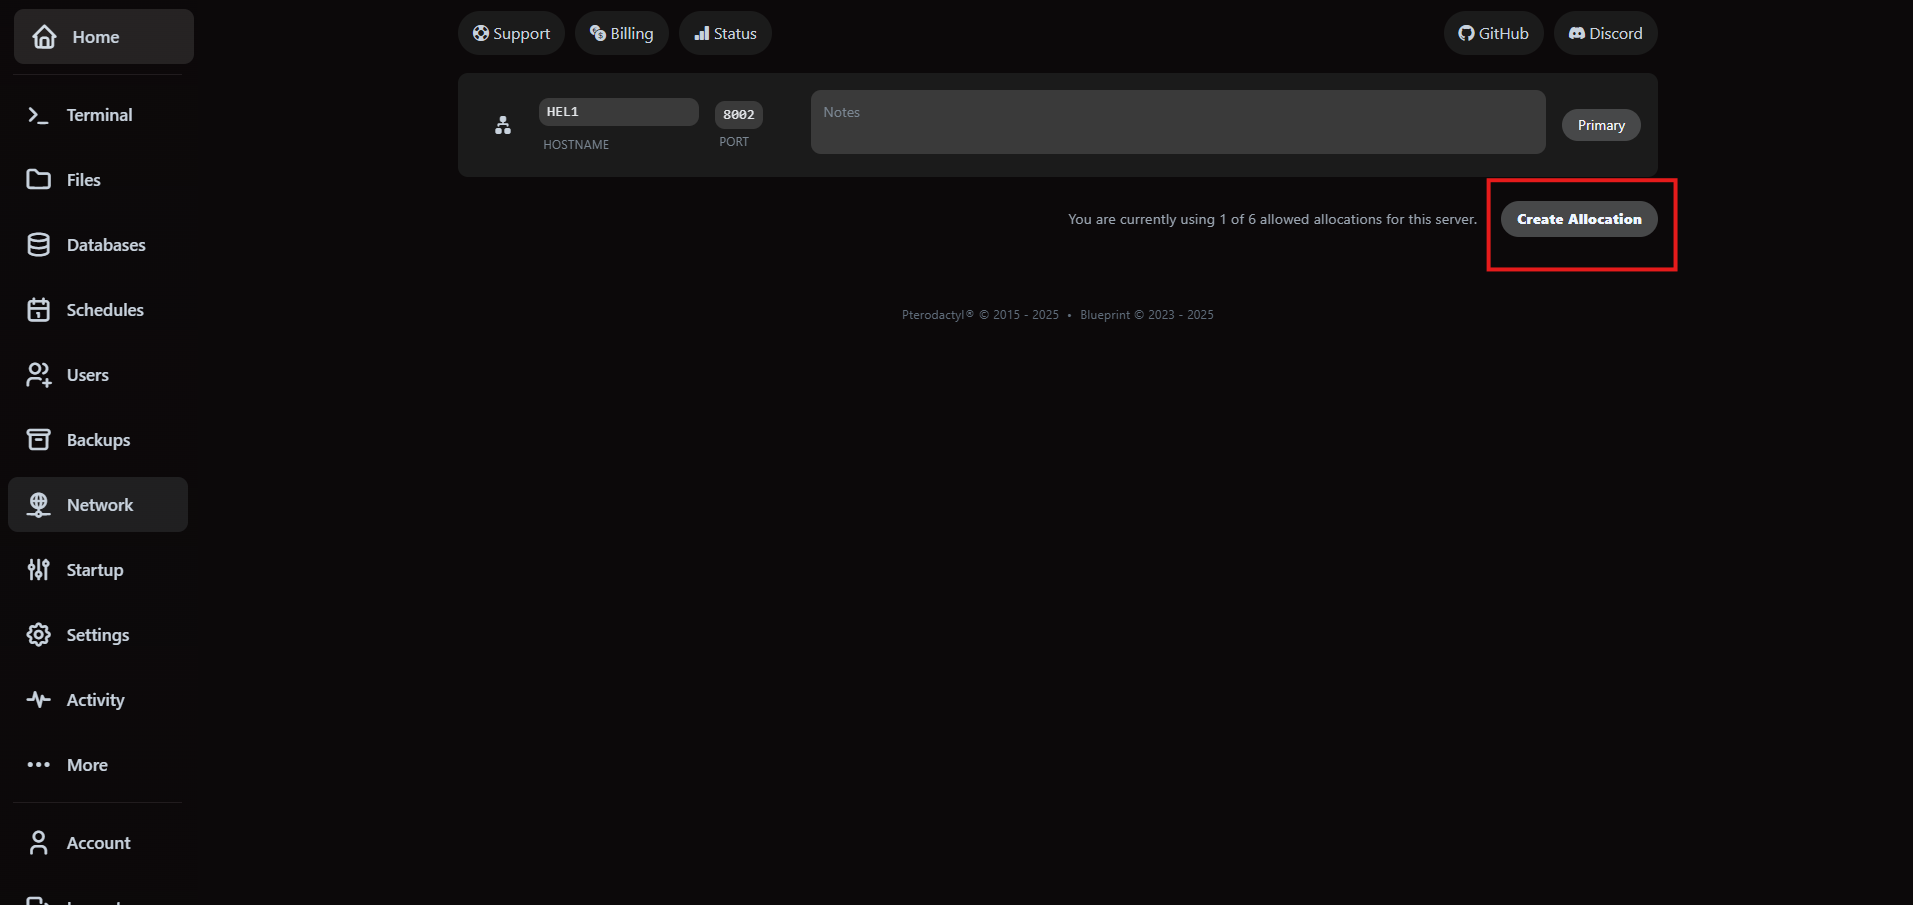 Home
Support
Billing
Status
GitHub
Discord
Terminal
Files
Databases
Schedules
Users
Backups
Network
Startup
Settings
Activity
More
Account
HEL1
HOSTNAME
8002
PORT
Notes
Primary
You are currently using 1 of 6 allowed allocations for this server.
Create Allocation
Pterodactyl® © 2015 - 2025 • Blueprint © 2023 - 2025